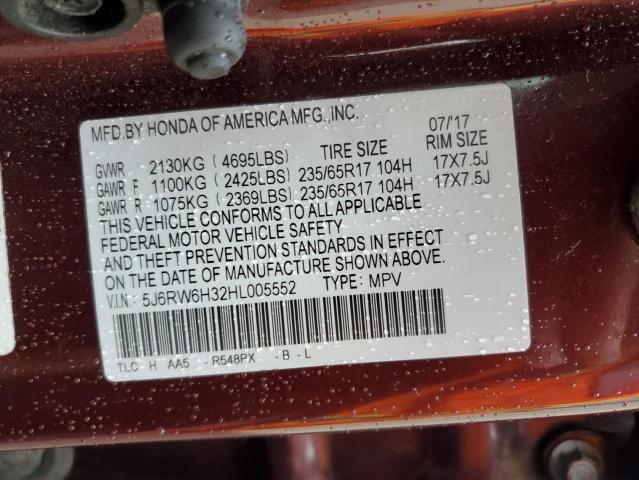 MFD.BY HONDA OF AMERICA MFG.,INC. 07/'17
GVWR 2130KG (4695LBS) TIRE SIZE RIM SIZE
GAWR F 1100KG (2425LBS) 235/65R17 104H 17X7.5J
GAWR R 1075KG (2369LBS) 235/65R17 104H 17X7.5J
THIS VEHICLE CONFORMS TO ALL APPLICABLE
FEDERAL MOTOR VEHICLE SAFETY
AND THEFT PREVENTION STANDARDS IN EFFECT
ON THE DATE OF MANUFACTURE SHOWN ABOVE.
V.I.N.: 5J6RW6H32HL005552 TYPE: MPV
TLC - H AA5 - R548PX - B - L